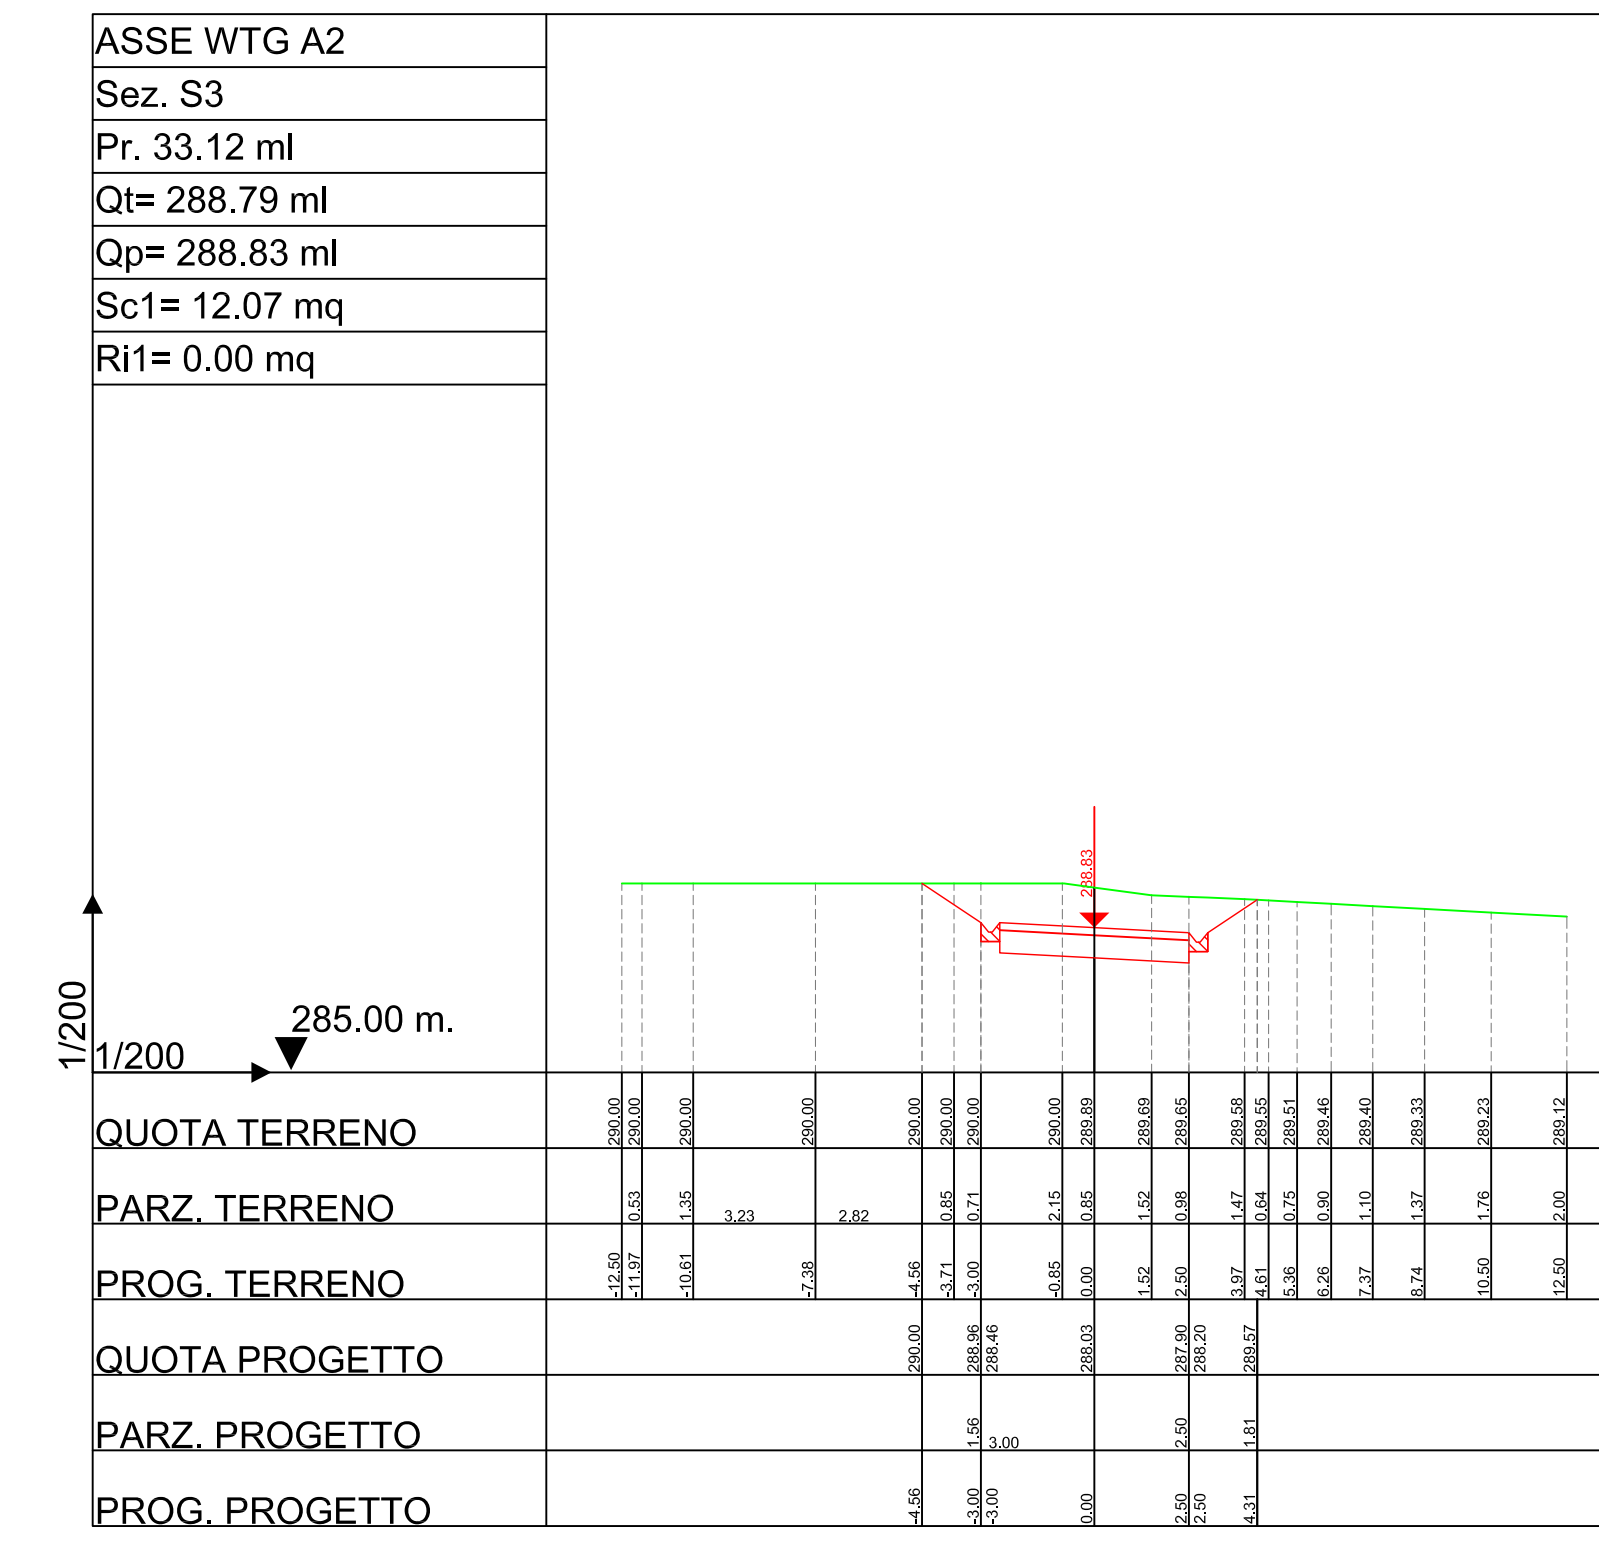 ASSE WTG A2
Sez. S3
Pr. 33.12 ml
Qt= 288.79 ml
Qp= 288.83 ml
Sc1= 12.07 mq
Ri1= 0.00 mq
288.83
1/200
1/200
285.00 m.
QUOTA TERRENO 290.00 290.00 290.00 290.00 290.00 290.00 290.00 290.00 289.89 289.69 289.65 289.58 289.55 289.51 289.46 289.40 289.33 289.23 289.12
PARZ. TERRENO 0.53 1.35 3.23 2.82 0.85 0.71 2.15 0.85 1.52 0.98 1.47 0.64 0.75 0.90 1.10 1.37 1.76 2.00
PROG. TERRENO -12.50 -11.97 -10.61 -7.38 -4.56 -3.71 -3.00 -0.85 0.00 1.52 2.50 3.97 4.61 5.36 6.26 7.37 8.74 10.50 12.50
QUOTA PROGETTO 290.00 288.96 288.46 288.03 287.90 288.20 289.57
PARZ. PROGETTO 1.56 3.00 2.50 1.81
PROG. PROGETTO -4.56 -3.00 -3.00 0.00 2.50 2.50 4.31